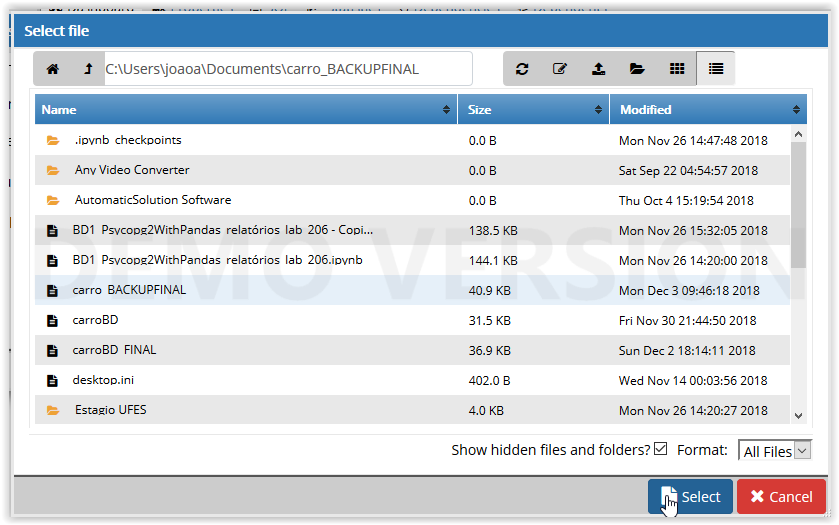 Select file
C:\Users\joaoa\Documents\carro_BACKUPFINAL
Name Size Modified
.ipynb_checkpoints 0.0 B Mon Nov 26 14:47:48 2018
Any Video Converter 0.0 B Sat Sep 22 04:54:57 2018
AutomaticSolution Software 0.0 B Thu Oct 4 15:19:54 2018
BD1_Psycopg2WithPandas_relatórios_lab_206 - Copi... 138.5 KB Mon Nov 26 15:32:05 2018
BD1_Psycopg2WithPandas_relatórios_lab_206.ipynb 144.1 KB Mon Nov 26 14:20:00 2018
DEMO VERSION
carro_BACKUPFINAL 40.9 KB Mon Dec 3 09:46:18 2018
carroBD 31.5 KB Fri Nov 30 21:44:50 2018
carroBD_FINAL 36.9 KB Sun Dec 2 18:14:11 2018
desktop.ini 402.0 B Wed Nov 14 00:03:56 2018
Estagio UFES 4.0 KB Mon Nov 26 14:20:27 2018
Show hidden files and folders? Format: All Files
Select Cancel